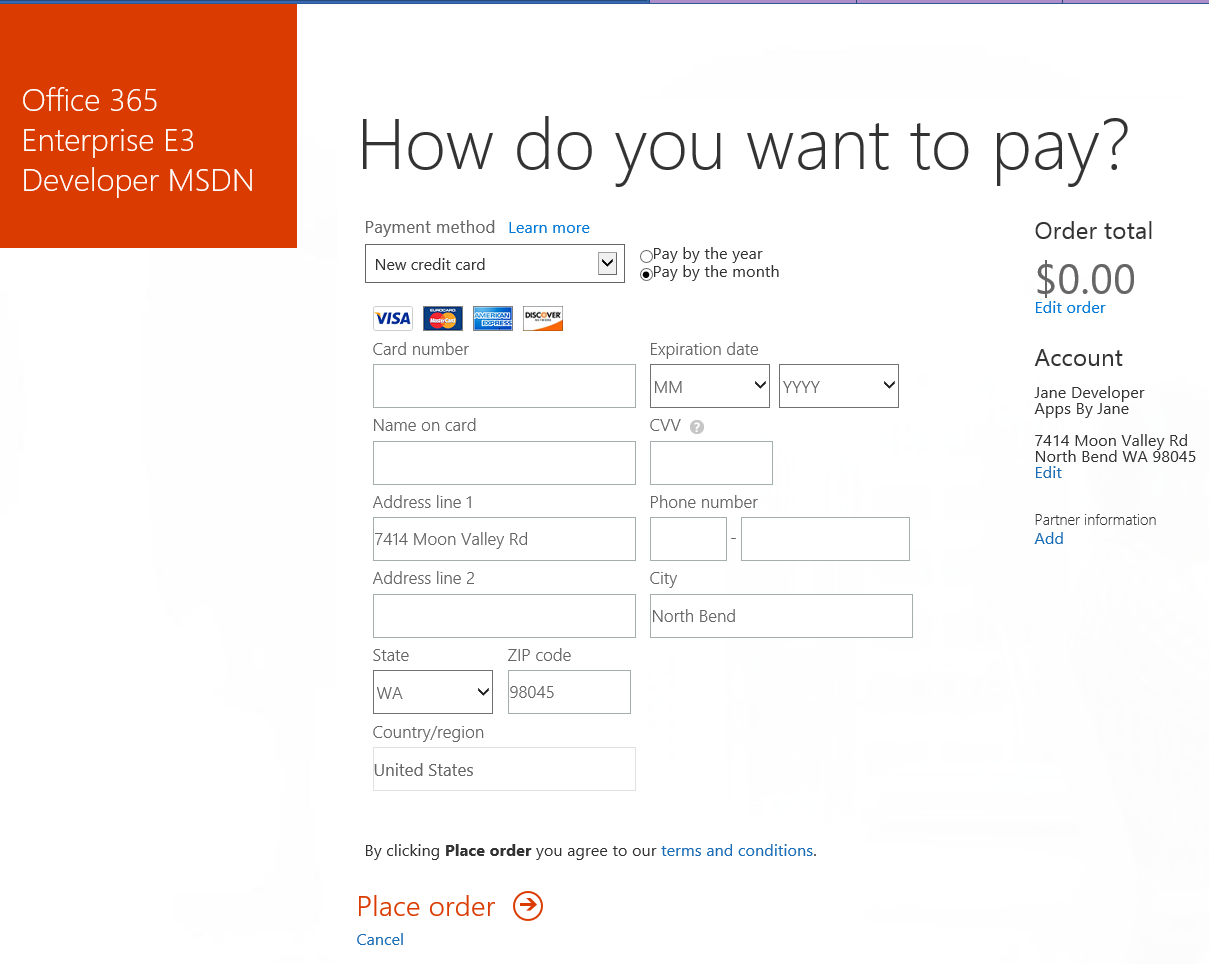 Office 365
Enterprise E3
Developer MSDN
How do you want to pay?
Payment method Learn more
New credit card
Pay by the year
Pay by the month
VISA
EUROCARD
MasterCard
AMERICAN
EXPRESS
DISCOVER
NETWORK
Card number
Expiration date
MM
YYYY
Name on card
CVV ?
Address line 1
7414 Moon Valley Rd
Phone number
-
Address line 2
City
North Bend
State
WA
ZIP code
98045
Country/region
United States
By clicking Place order you agree to our terms and conditions.
Place order
Cancel
Order total
$0.00
Edit order
Account
Jane Developer
Apps By Jane
7414 Moon Valley Rd
North Bend WA 98045
Edit
Partner information
Add